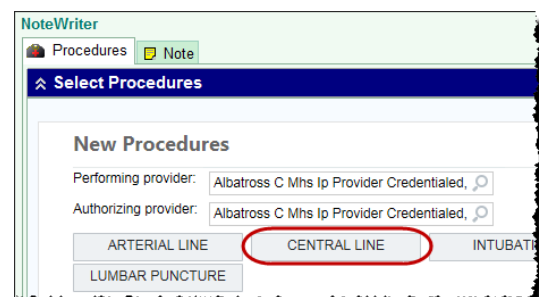 NoteWriter
Procedures Note
Select Procedures
New Procedures
Performing provider: Albatross C Mhs Ip Provider Credentialed,
Authorizing provider: Albatross C Mhs Ip Provider Credentialed,
ARTERIAL LINE CENTRAL LINE INTUBATI
LUMBAR PUNCTURE